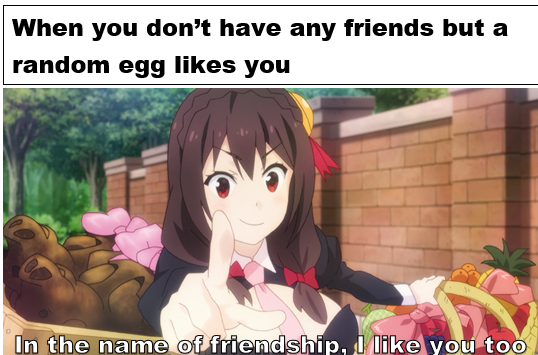 When you don't have any friends but a
random egg likes you
In the name of friendship, I like you too